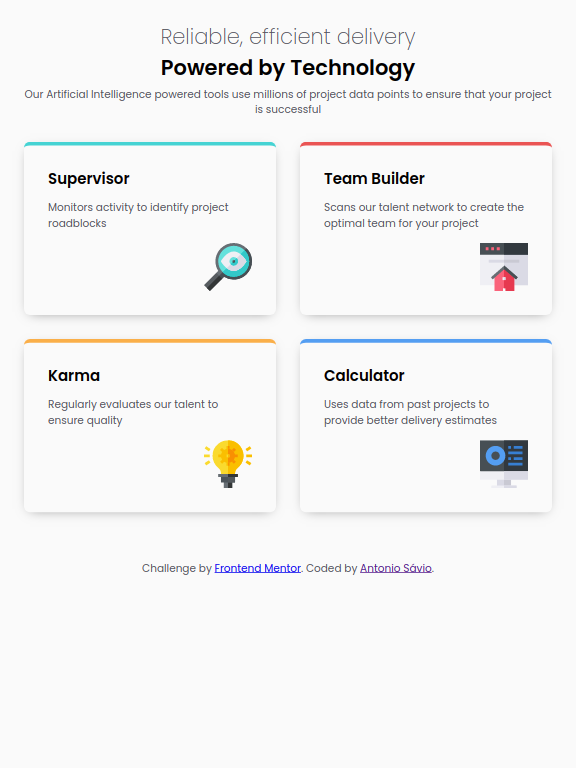 Reliable, efficient delivery
Powered by Technology
Our Artificial Intelligence powered tools use millions of project data points to ensure that your project
is successful
Supervisor
Monitors activity to identify project
roadblocks
Team Builder
Scans our talent network to create the
optimal team for your project
Karma
Regularly evaluates our talent to
ensure quality
Calculator
Uses data from past projects to
provide better delivery estimates
Challenge by Frontend Mentor. Coded by Antonio Sávio.